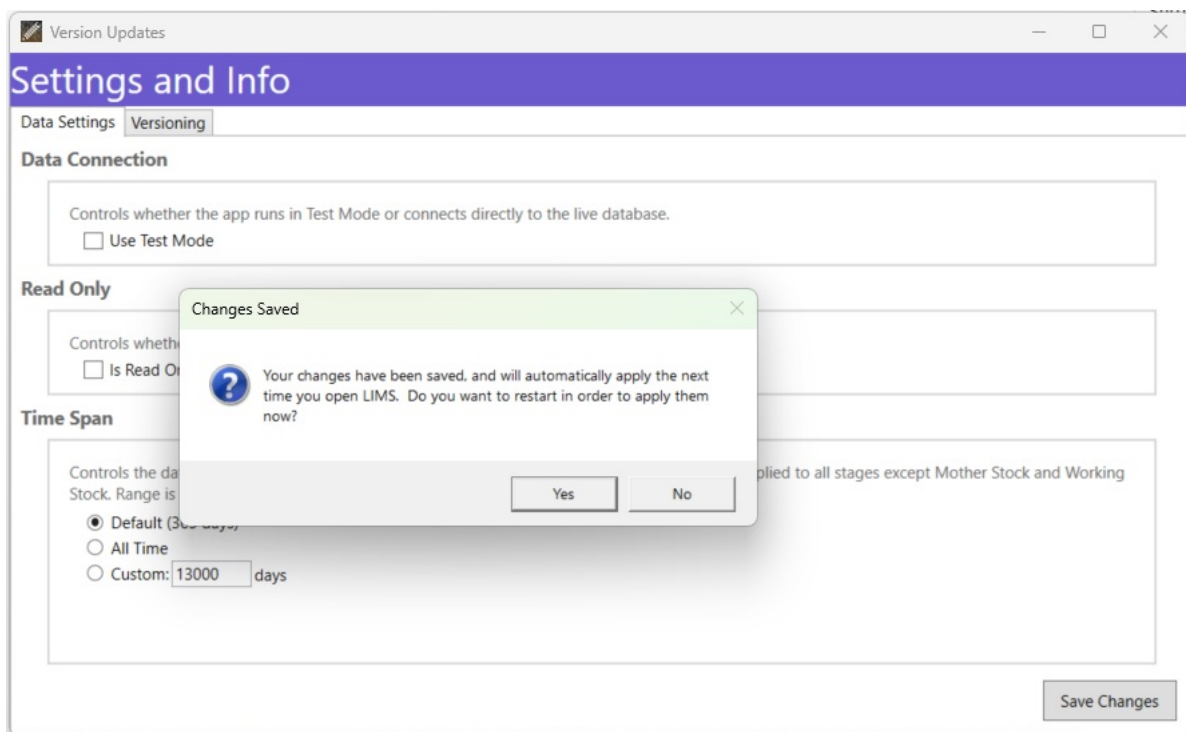 Version Updates
Settings and Info
Data Settings Versioning
Data Connection
Controls whether the app runs in Test Mode or connects directly to the live database.
Use Test Mode
Read Only
Changes Saved
Controls
Is Read
Your changes have been saved, and will automatically apply the next
time you open LIMS.  Do you want to restart in order to apply them
now?
Time Span
Controls the
to all stages except Mother Stock and Working
Stock. Range is
Yes No
Default
All Time
Custom: 13000 days
Save Changes